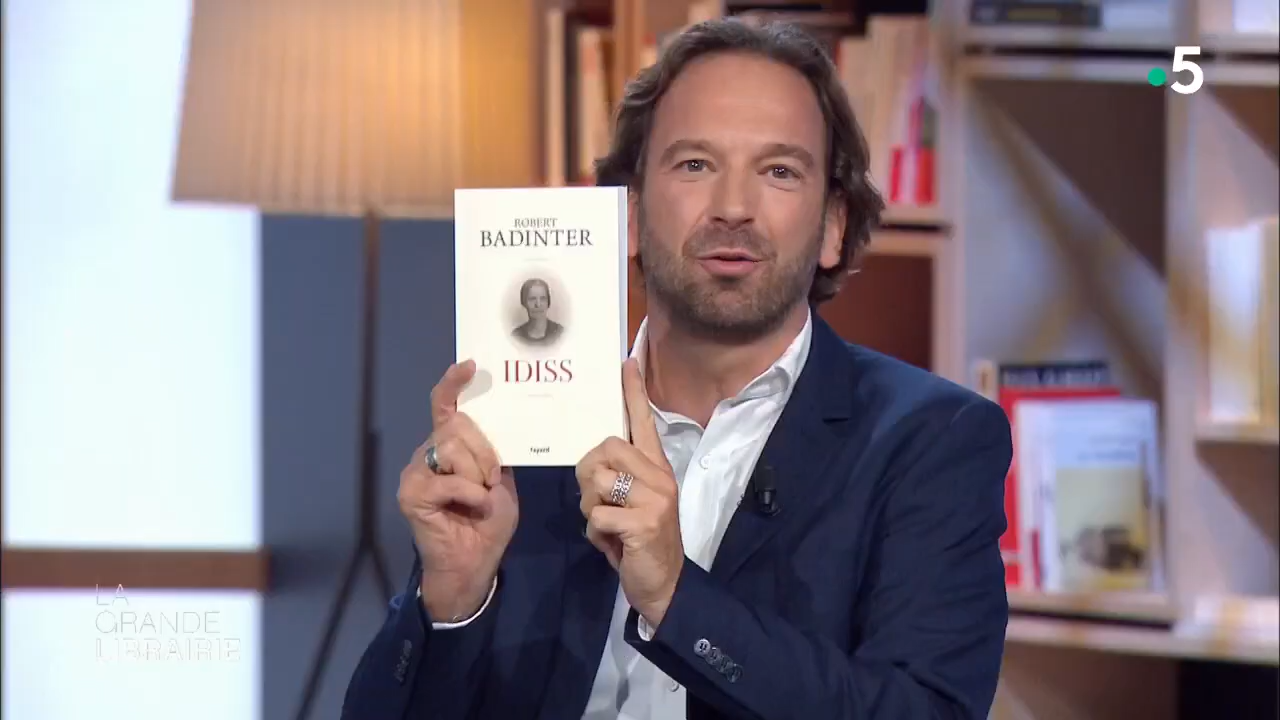 5
ROBERT
BADINTER
IDISS
fayard
LA
GRANDE
LIBRAIRIE